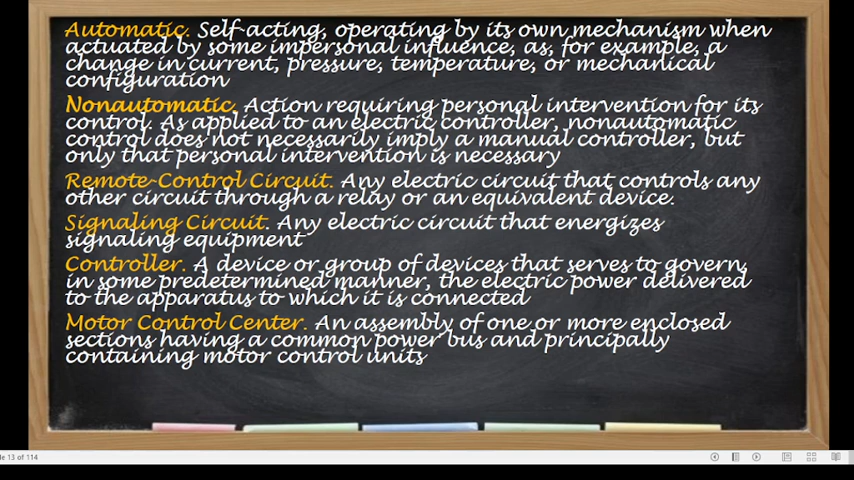 Automatic. Self-acting, operating by its own mechanism when
actuated by some impersonal influence, as, for example, a
change in current, pressure, temperature, or mechanical
configuration
Nonautomatic. Action requiring personal intervention for its
control. As applied to an electric controller, nonautomatic
control does not necessarily imply a manual controller, but
only that personal intervention is necessary
Remote-Control Circuit. Any electric circuit that controls any
other circuit through a relay or an equivalent device.
Signaling Circuit. Any electric circuit that energizes
signaling equipment
Controller. A device or group of devices that serves to govern,
in some predetermined manner, the electric power delivered
to the apparatus to which it is connected
Motor Control Center. An assembly of one or more enclosed
sections having a common power bus and principally
containing motor control units
de 13 of 114